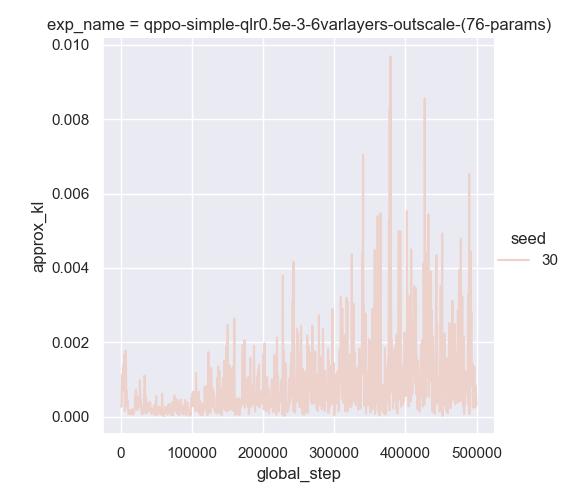 exp_name = qppo-simple-qlr0.5e-3-6varlayers-outscale-(76-params)
0.010
0.008
0.006
0.004
0.002
0.000
approx_kl
0 100000 200000 300000 400000 500000
global_step
seed
30